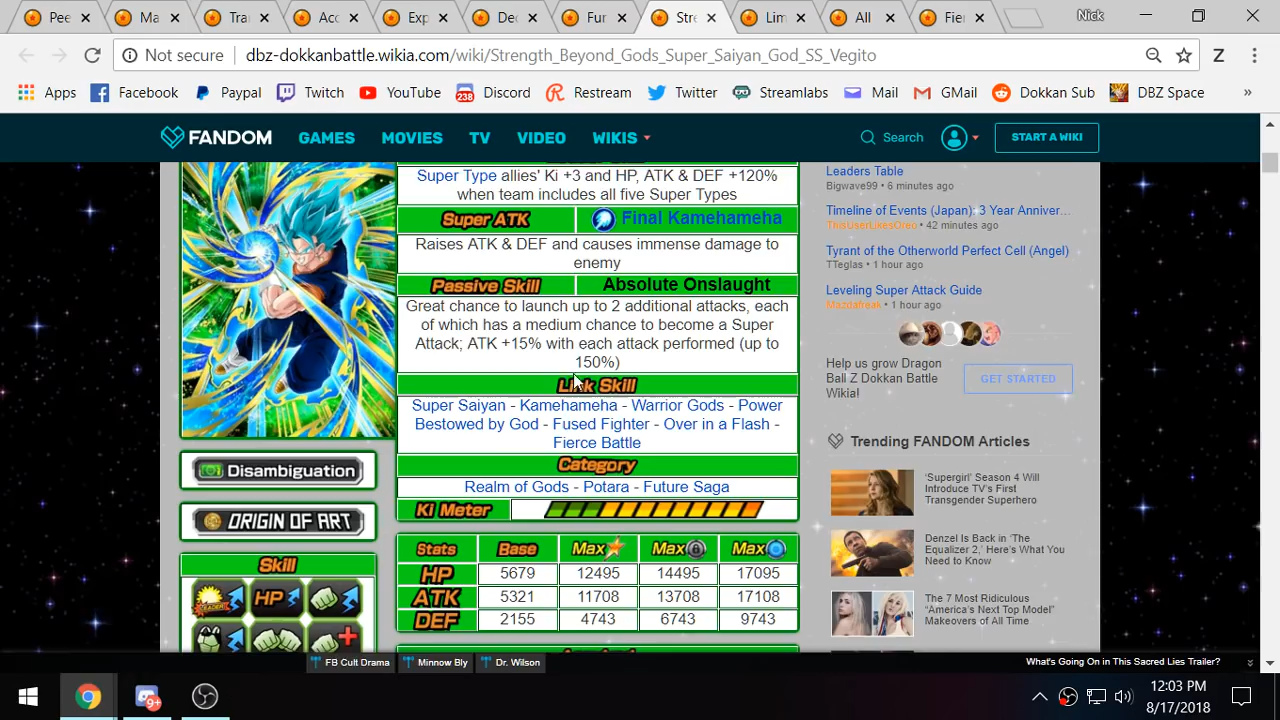 Pee
Ma
Tra
Acc
Exp
Dec
Fur
Stre
Lim
All
Fier
Nick
Not secure
dbz-dokkanbattle.wikia.com/wiki/Strength_Beyond_Gods_Super_Saiyan_God_SS_Vegito
Z
Apps
Facebook
Paypal
Twitch
YouTube
238
Discord
Restream
Twitter
Streamlabs
Mail
GMail
Dokkan Sub
DBZ Space
»
FANDOM
GAMES
MOVIES
TV
VIDEO
WIKIS
Search
START A WIKI
Super Type allies' Ki +3 and HP, ATK & DEF +120%
when team includes all five Super Types
Super ATK
Final Kamehameha
Raises ATK & DEF and causes immense damage to
enemy
Passive Skill
Absolute Onslaught
Great chance to launch up to 2 additional attacks, each
of which has a medium chance to become a Super
Attack; ATK +15% with each attack performed (up to
150%)
Link Skill
Super Saiyan - Kamehameha - Warrior Gods - Power
Bestowed by God - Fused Fighter - Over in a Flash -
Fierce Battle
Category
Realm of Gods - Potara - Future Saga
Ki Meter
Stats Base Max Max Max
HP 5679 12495 14495 17095
ATK 5321 11708 13708 17108
DEF 2155 4743 6743 9743
Disambiguation
ORIGIN OF ART
Skill
LEADER
HP
Leaders Table
Bigwave99 • 6 minutes ago
Timeline of Events (Japan): 3 Year Anniver...
ThisUserLikesOreo • 42 minutes ago
Tyrant of the Otherworld Perfect Cell (Angel)
TTeglas • 1 hour ago
Leveling Super Attack Guide
Mazdafreak • 1 hour ago
Help us grow Dragon
Ball Z Dokkan Battle
Wikia!
GET STARTED
Trending FANDOM Articles
'Supergirl' Season 4 Will
Introduce TV's First
Transgender Superhero
Denzel Is Back in 'The
Equalizer 2,' Here's What You
Need to Know
The 7 Most Ridiculous
"America's Next Top Model"
Makeovers of All Time
FB Cult Drama
Minnow Bly
Dr. Wilson
What's Going On in This Sacred Lies Trailer?
9+
12:03 PM
8/17/2018